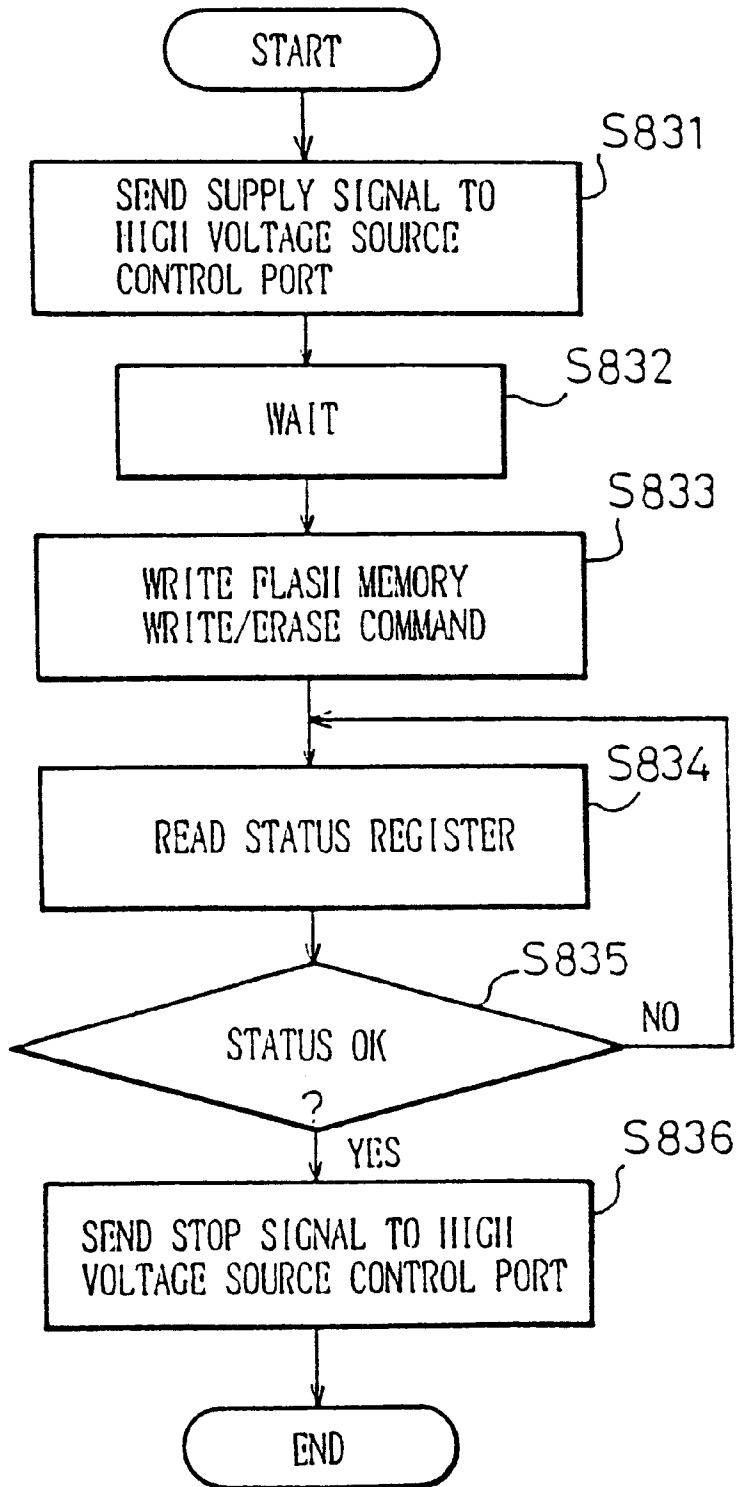 START
S831
SEND SUPPLY SIGNAL TO
HIGH VOLTAGE SOURCE
CONTROL PORT
S832
WAIT
S833
WRITE FLASH MEMORY
WRITE/ERASE COMMAND
S834
READ STATUS REGISTER
S835
STATUS OK
?
NO
YES
S836
SEND STOP SIGNAL TO HIGH
VOLTAGE SOURCE CONTROL PORT
END